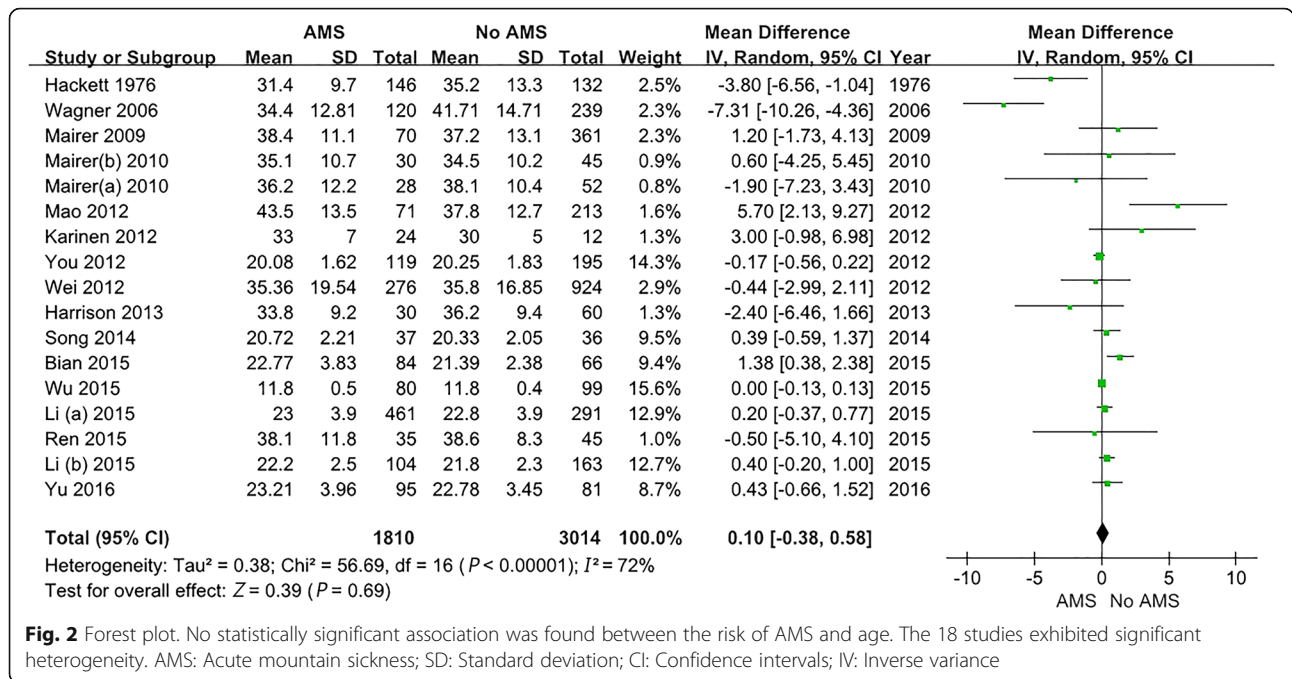 AMS No AMS Mean Difference Mean Difference
Study or Subgroup Mean SD Total Mean SD Total Weight IV, Random, 95% CI Year IV, Random, 95% CI
Hackett 1976 31.4 9.7 146 35.2 13.3 132 2.5% -3.80 [-6.56, -1.04] 1976
Wagner 2006 34.4 12.81 120 41.71 14.71 239 2.3% -7.31 [-10.26, -4.36] 2006
Mairer 2009 38.4 11.1 70 37.2 13.1 361 2.3% 1.20 [-1.73, 4.13] 2009
Mairer(b) 2010 35.1 10.7 30 34.5 10.2 45 0.9% 0.60 [-4.25, 5.45] 2010
Mairer(a) 2010 36.2 12.2 28 38.1 10.4 52 0.8% -1.90 [-7.23, 3.43] 2010
Mao 2012 43.5 13.5 71 37.8 12.7 213 1.6% 5.70 [2.13, 9.27] 2012
Karinen 2012 33 7 24 30 5 12 1.3% 3.00 [-0.98, 6.98] 2012
You 2012 20.08 1.62 119 20.25 1.83 195 14.3% -0.17 [-0.56, 0.22] 2012
Wei 2012 35.36 19.54 276 35.8 16.85 924 2.9% -0.44 [-2.99, 2.11] 2012
Harrison 2013 33.8 9.2 30 36.2 9.4 60 1.3% -2.40 [-6.46, 1.66] 2013
Song 2014 20.72 2.21 37 20.33 2.05 36 9.5% 0.39 [-0.59, 1.37] 2014
Bian 2015 22.77 3.83 84 21.39 2.38 66 9.4% 1.38 [0.38, 2.38] 2015
Wu 2015 11.8 0.5 80 11.8 0.4 99 15.6% 0.00 [-0.13, 0.13] 2015
Li (a) 2015 23 3.9 461 22.8 3.9 291 12.9% 0.20 [-0.37, 0.77] 2015
Ren 2015 38.1 11.8 35 38.6 8.3 45 1.0% -0.50 [-5.10, 4.10] 2015
Li (b) 2015 22.2 2.5 104 21.8 2.3 163 12.7% 0.40 [-0.20, 1.00] 2015
Yu 2016 23.21 3.96 95 22.78 3.45 81 8.7% 0.43 [-0.66, 1.52] 2016
Total (95% CI) 1810 3014 100.0% 0.10 [-0.38, 0.58]
Heterogeneity: Tau² = 0.38; Chi² = 56.69, df = 16 (P < 0.00001); I² = 72%
Test for overall effect: Z = 0.39 (P = 0.69)
-10 -5 0 5 10
AMS No AMS
Fig. 2 Forest plot. No statistically significant association was found between the risk of AMS and age. The 18 studies exhibited significant
heterogeneity. AMS: Acute mountain sickness; SD: Standard deviation; CI: Confidence intervals; IV: Inverse variance